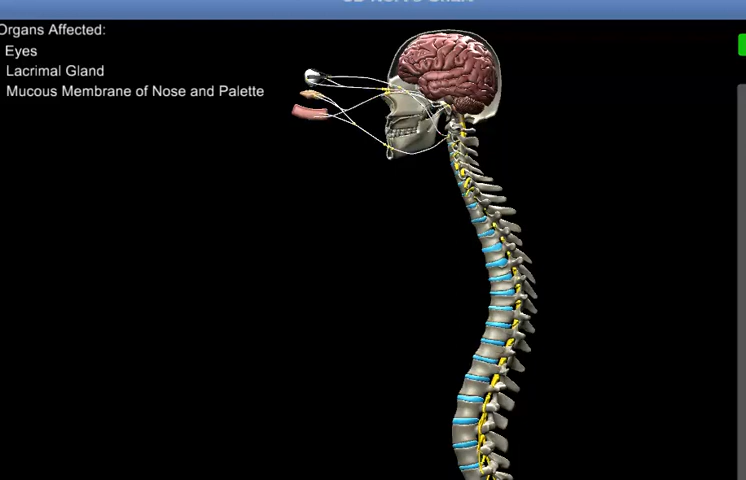 Organs Affected:
Eyes
Lacrimal Gland
Mucous Membrane of Nose and Palette